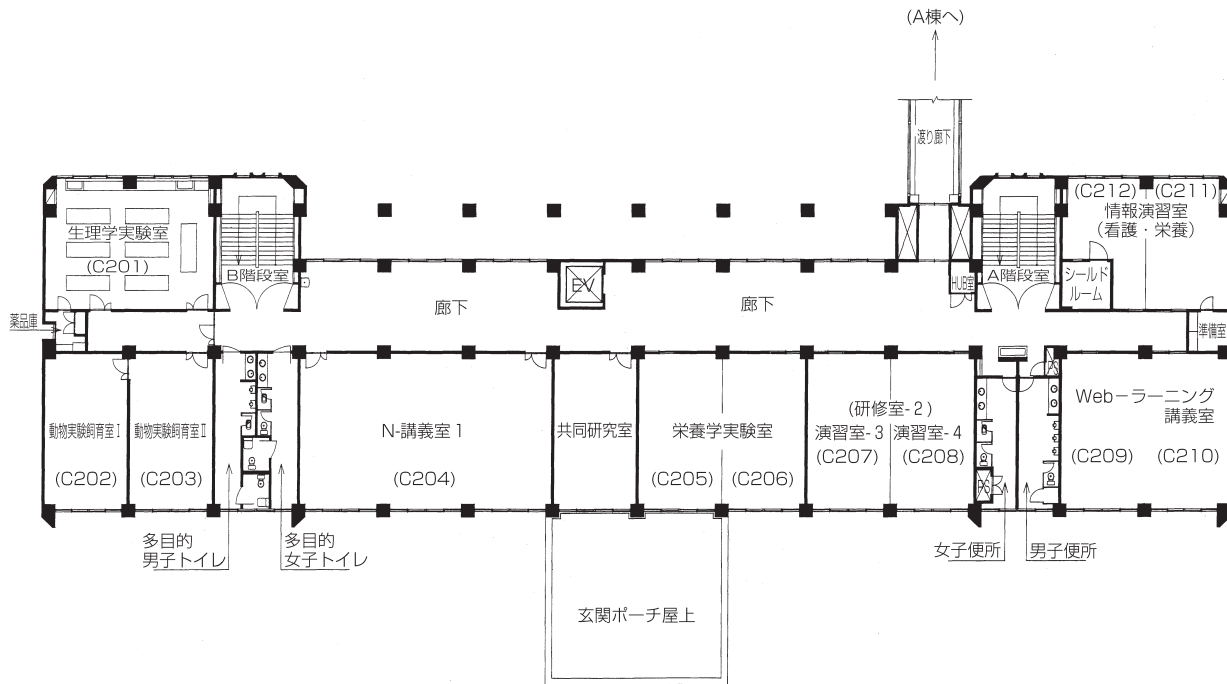 (A棟へ)
渡り廊下
生理学実験室
(C201)
B階段室
EV
HUB室
A階段室
(C212) (C211)
情報演習室
(看護・栄養)
シールド
ルーム
廊下
廊下
薬品庫
準備室
動物実験飼育室Ⅰ
(C202)
動物実験飼育室Ⅱ
(C203)
N-講義室1
(C204)
共同研究室
栄養学実験室
(C205) (C206)
(研修室-2)
演習室-3 演習室-4
(C207) (C208)
PS
PS
Web-ラーニング
講義室
(C209) (C210)
多目的
男子トイレ
多目的
女子トイレ
女子便所
男子便所
玄関ポーチ屋上